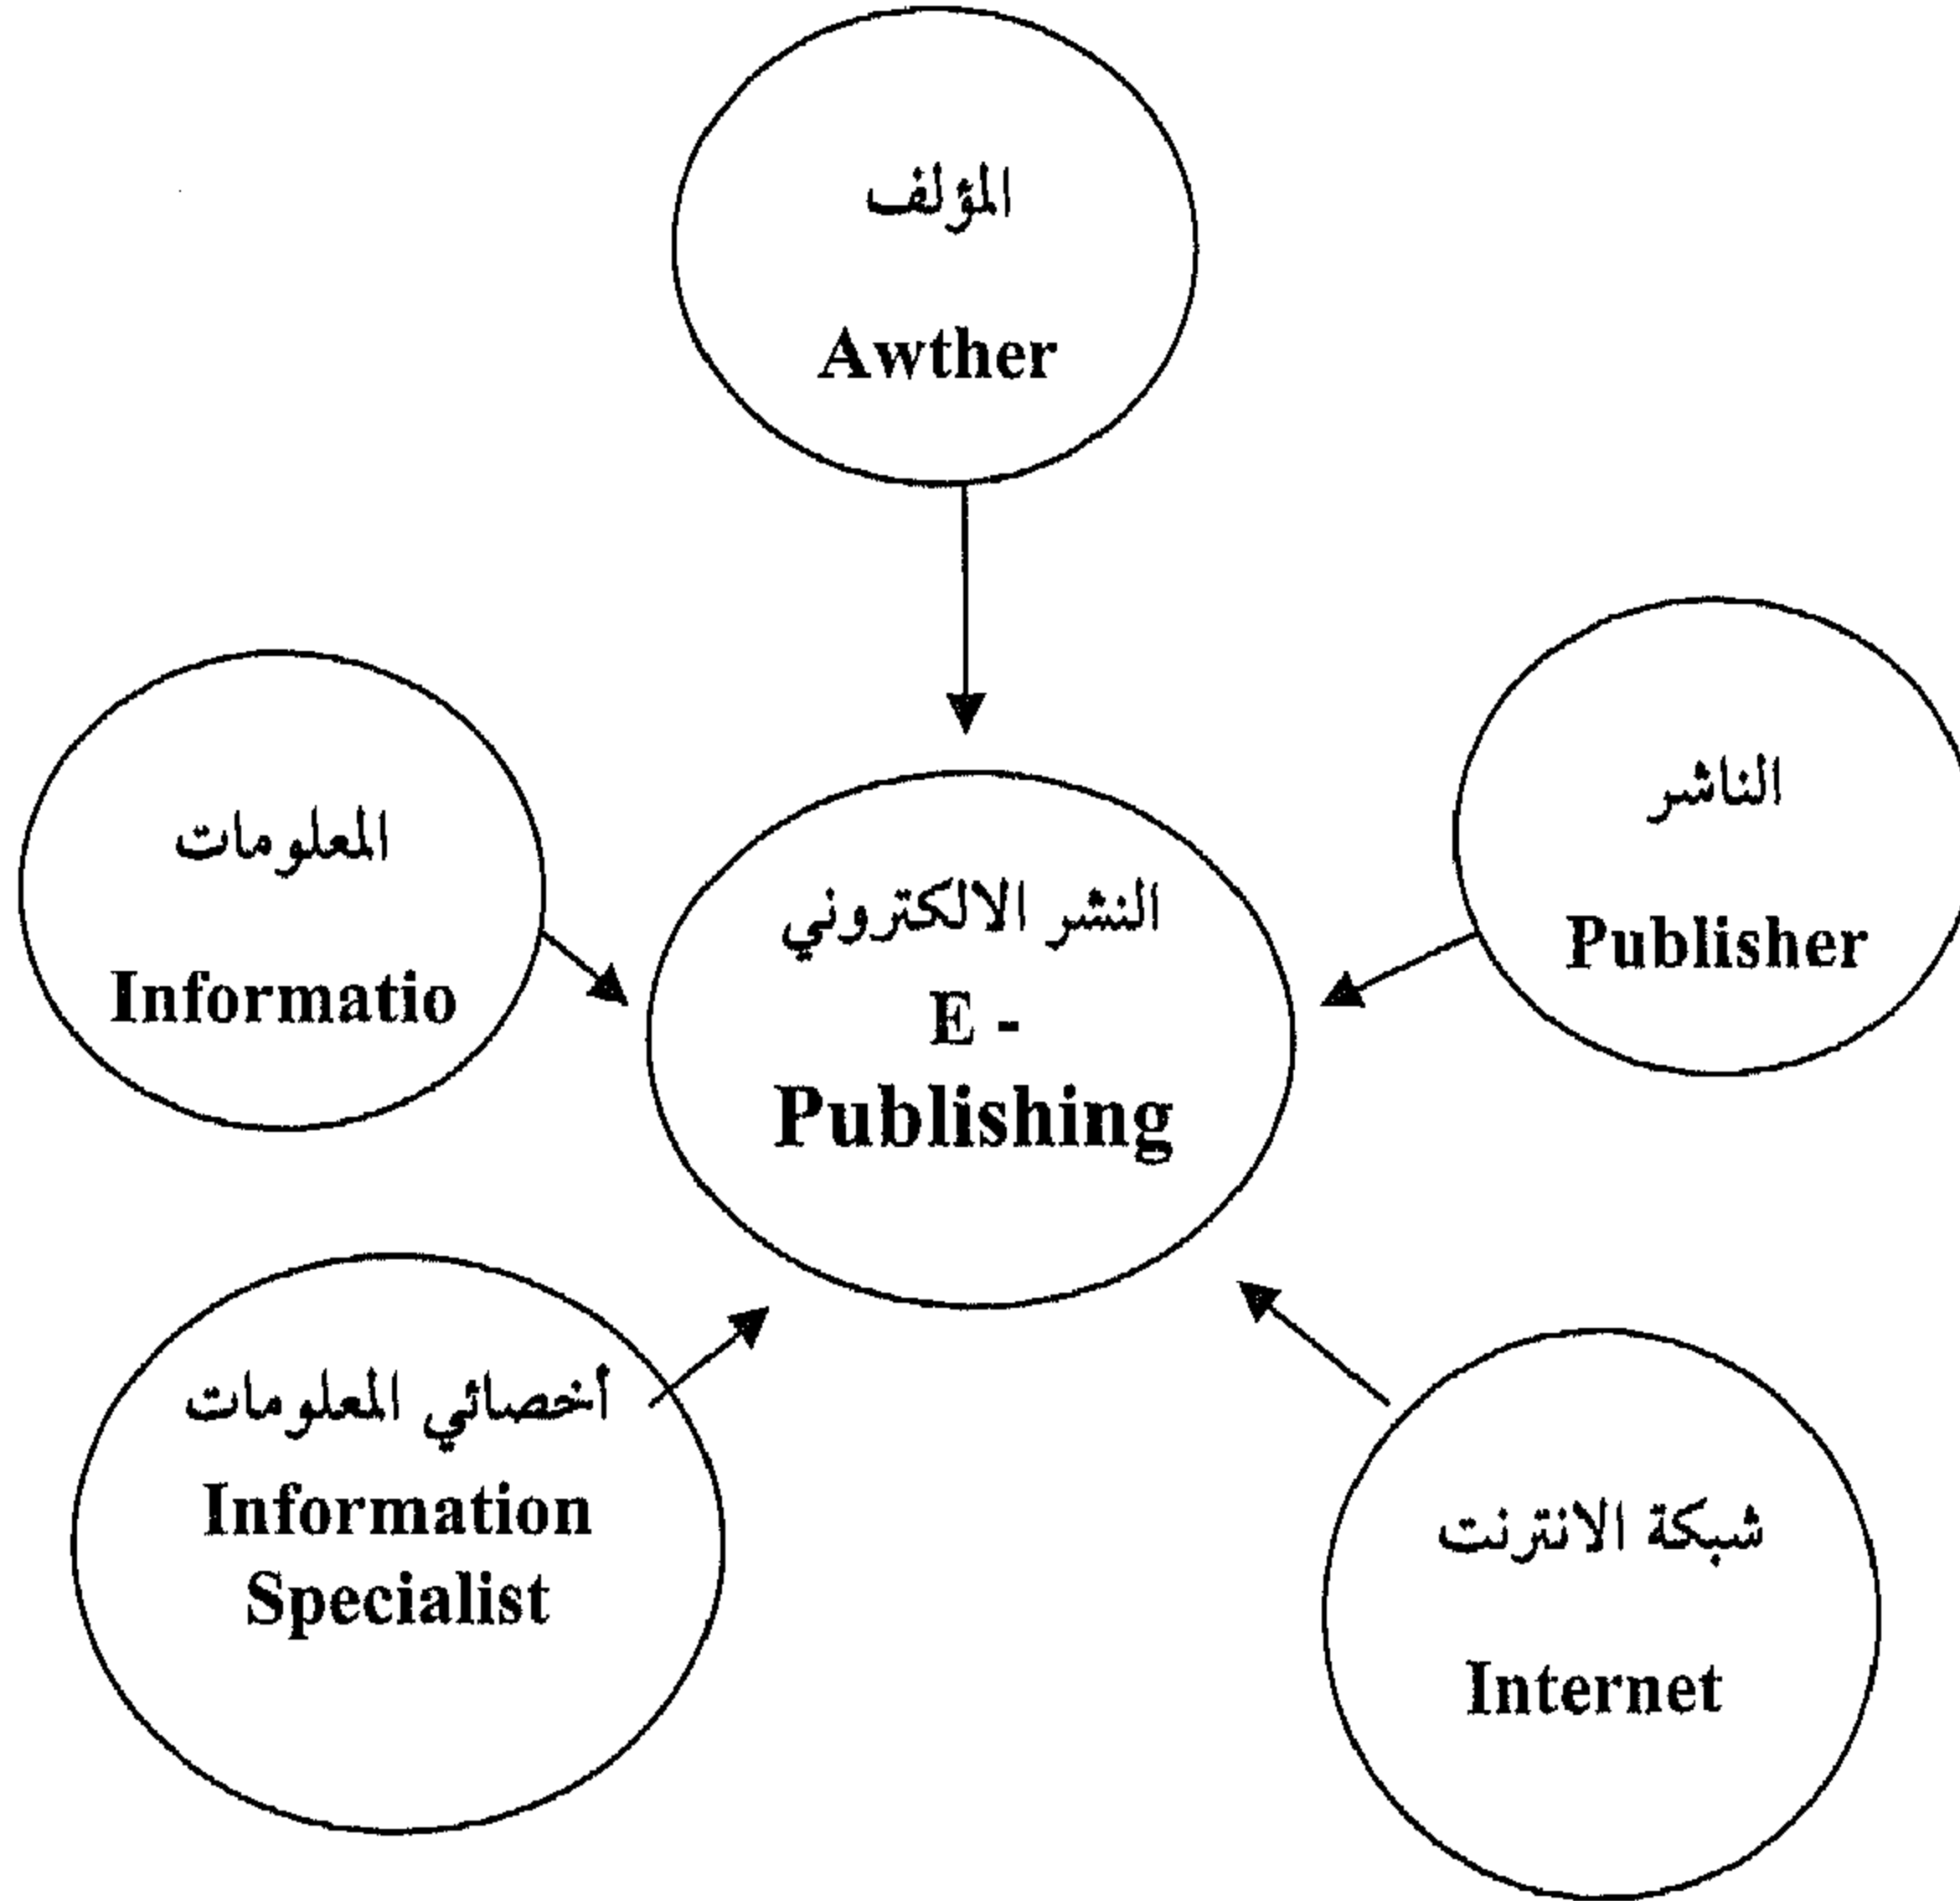 المؤلف
Awther
الناشر
Publisher
المعلومات
Informatio
النشر الالكتروني
E -
Publishing
أخصائي المعلومات
Information
Specialist
شبكة الانترنت
Internet